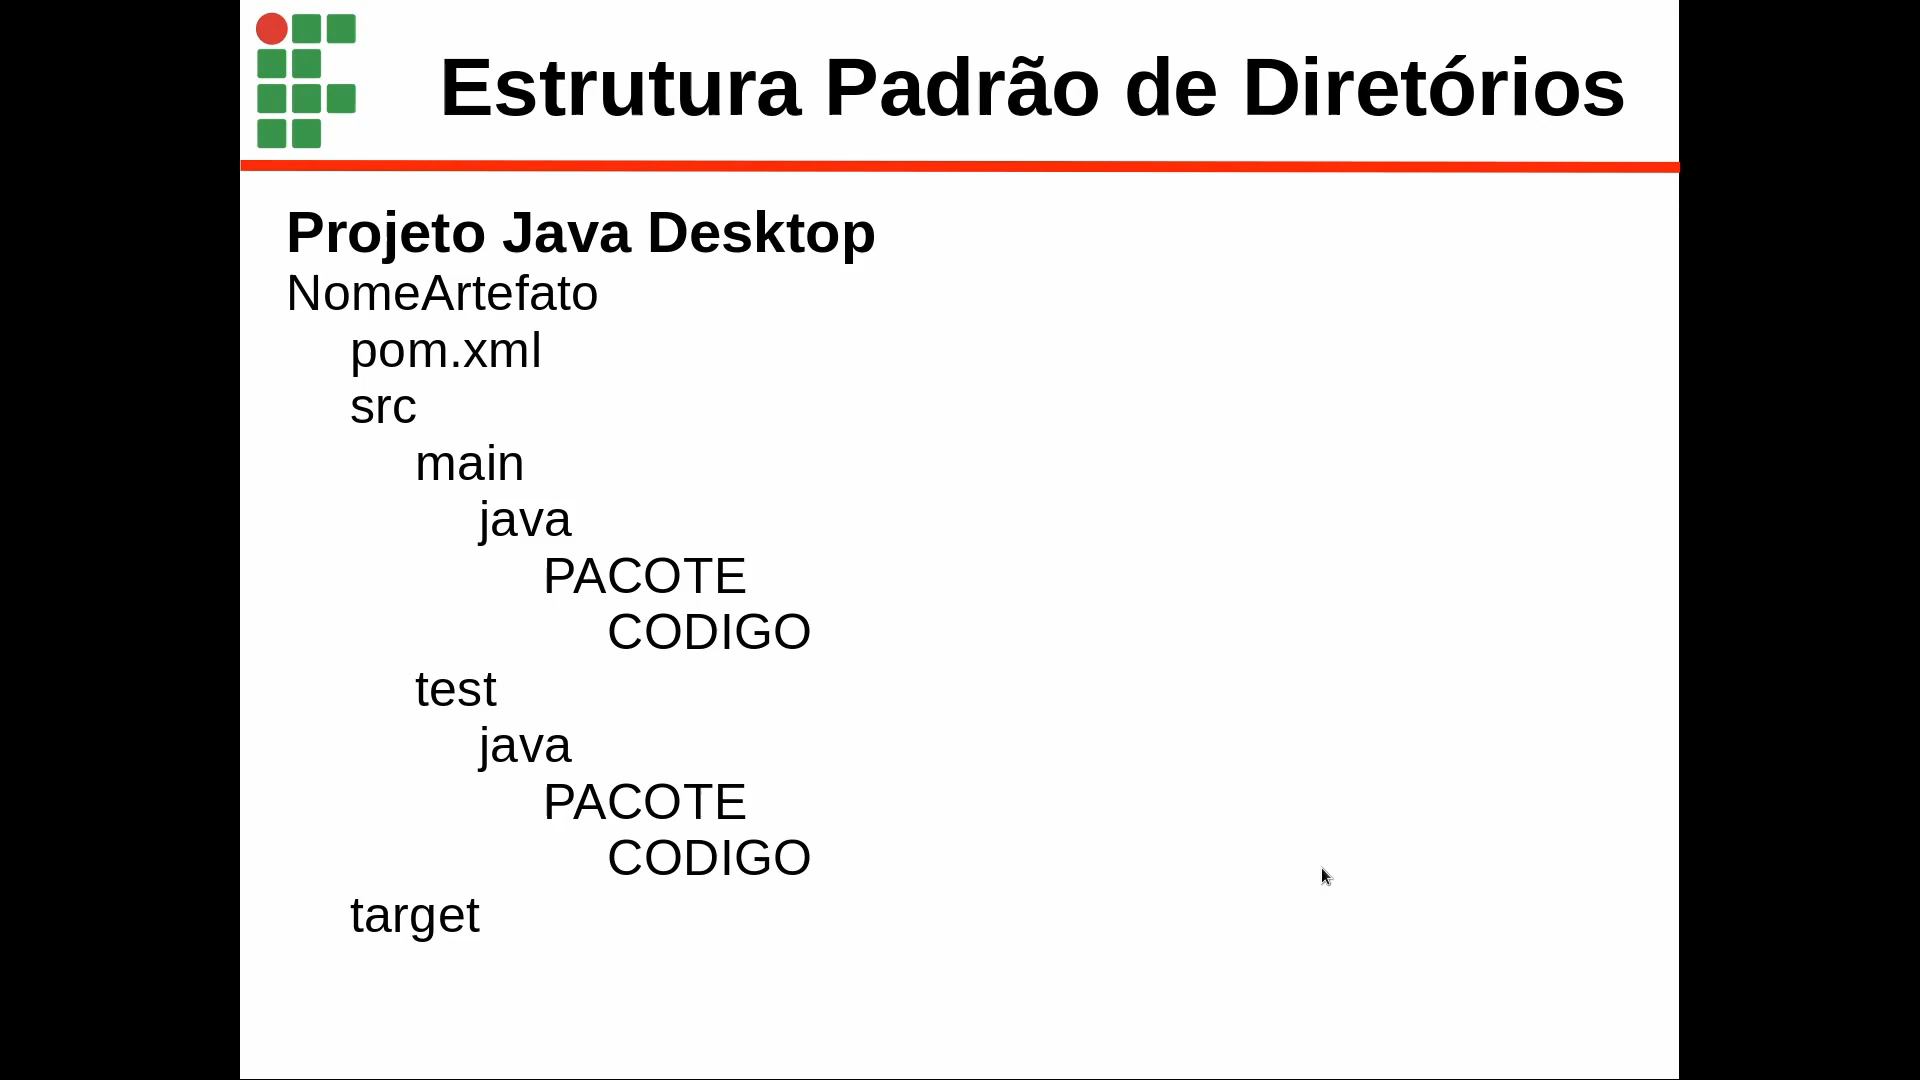 Estrutura Padrão de Diretórios
Projeto Java Desktop
NomeArtefato
pom.xml
src
main
java
PACOTE
CODIGO
test
java
PACOTE
CODIGO
target